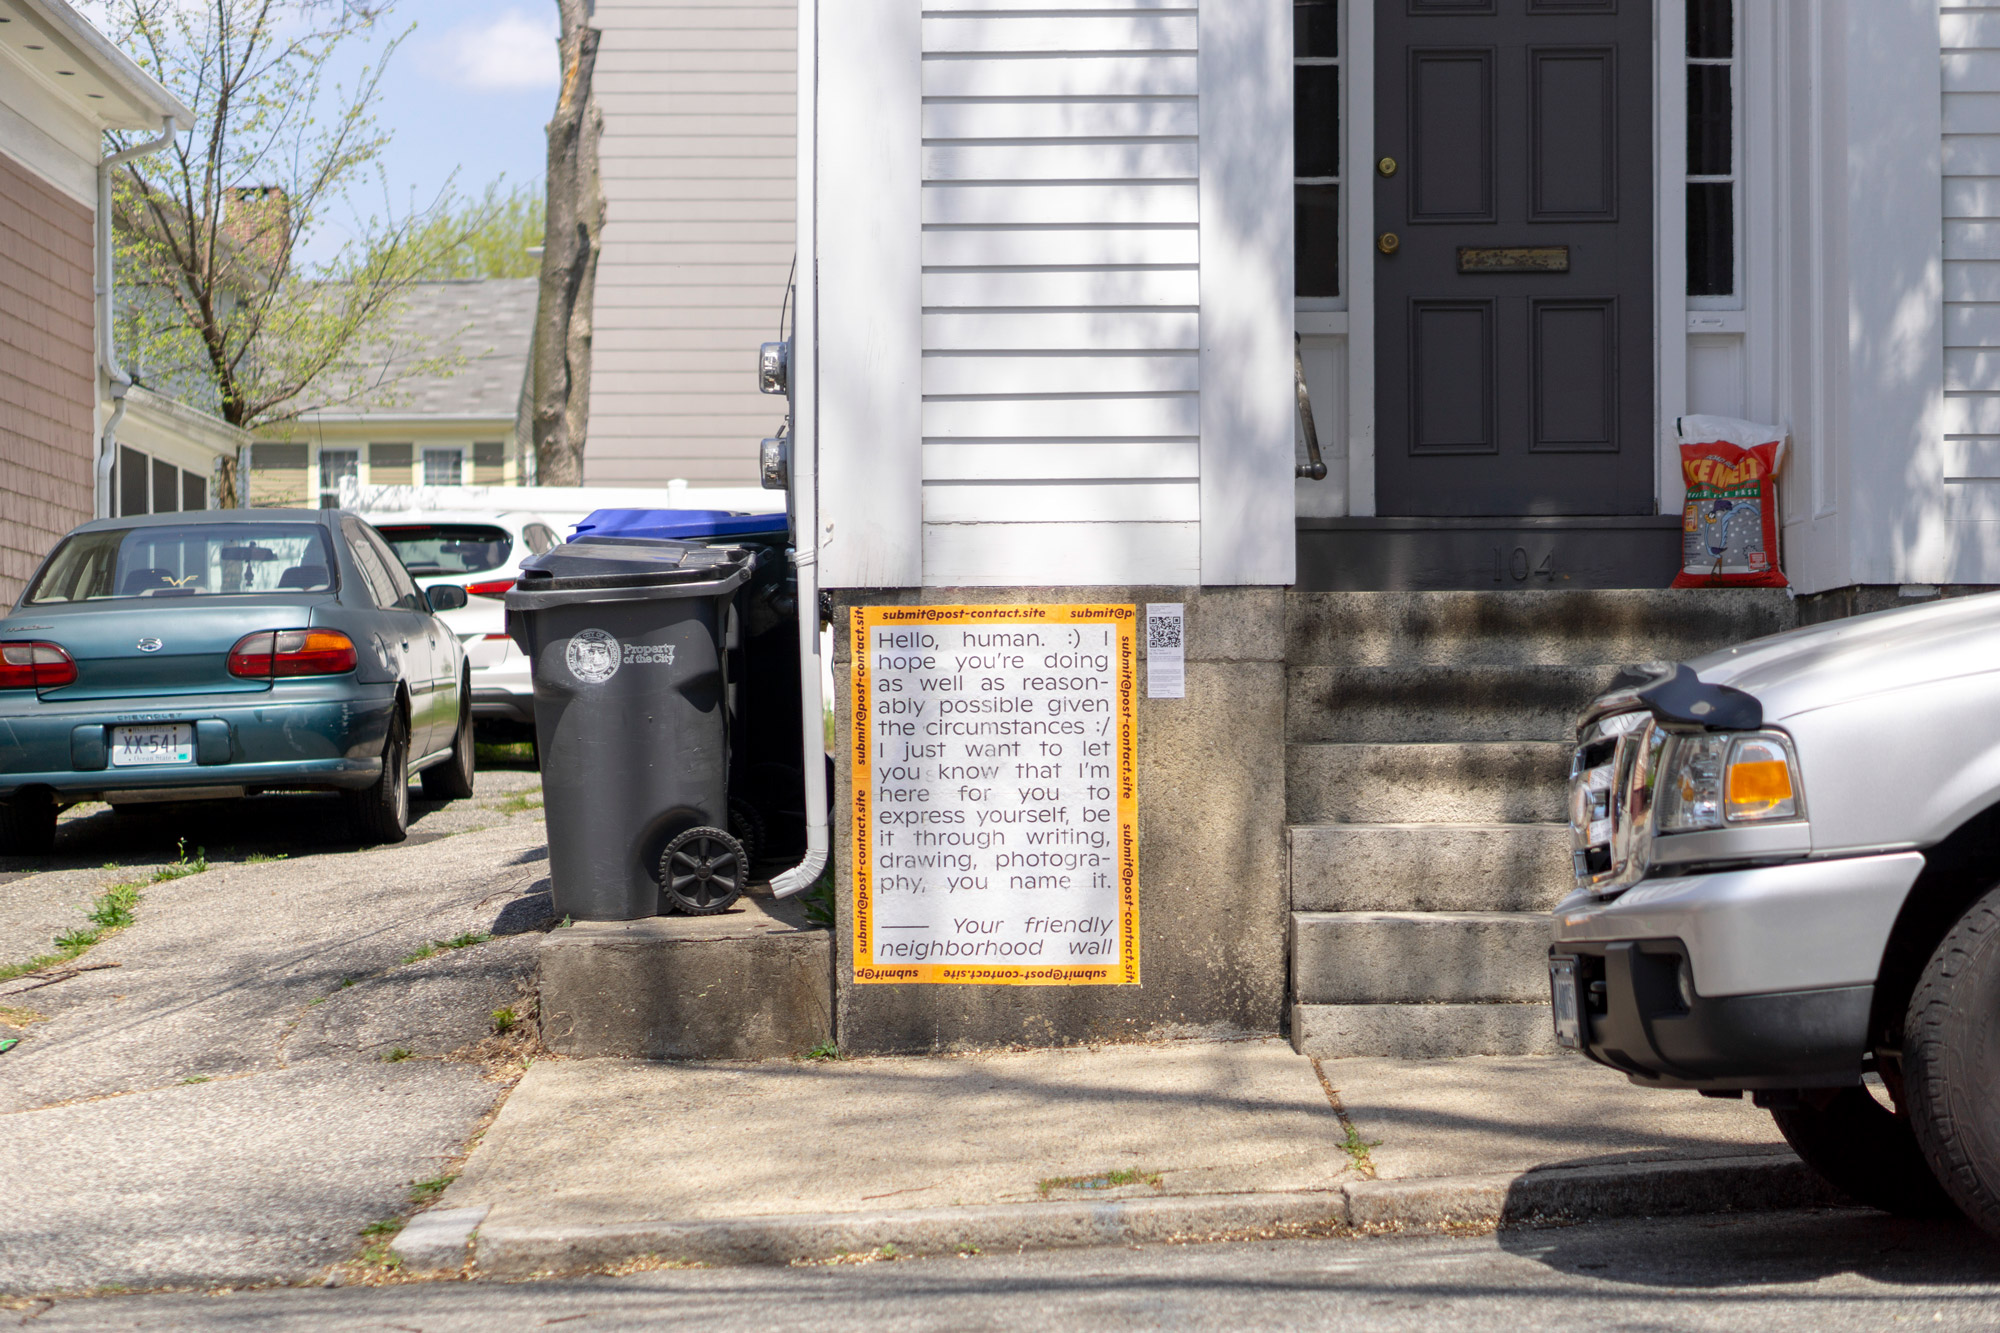 104
ICE MELT
CHEVROLET
XX-541
Ocean State
Property
of the City
submit@post-contact.site submit@p
submit@post-contact.site
submit@post-contact.site
submit@post-contact.site
submit@post-contact.site
Hello, human. :) I
hope you're doing
as well as reason-
ably possible given
the circumstances :/
I just want to let
you know that I'm
here for you to
express yourself, be
it through writing,
drawing, photogra-
phy, you name it.
—— Your friendly
neighborhood wall
submit@post-contact.site
submit@p